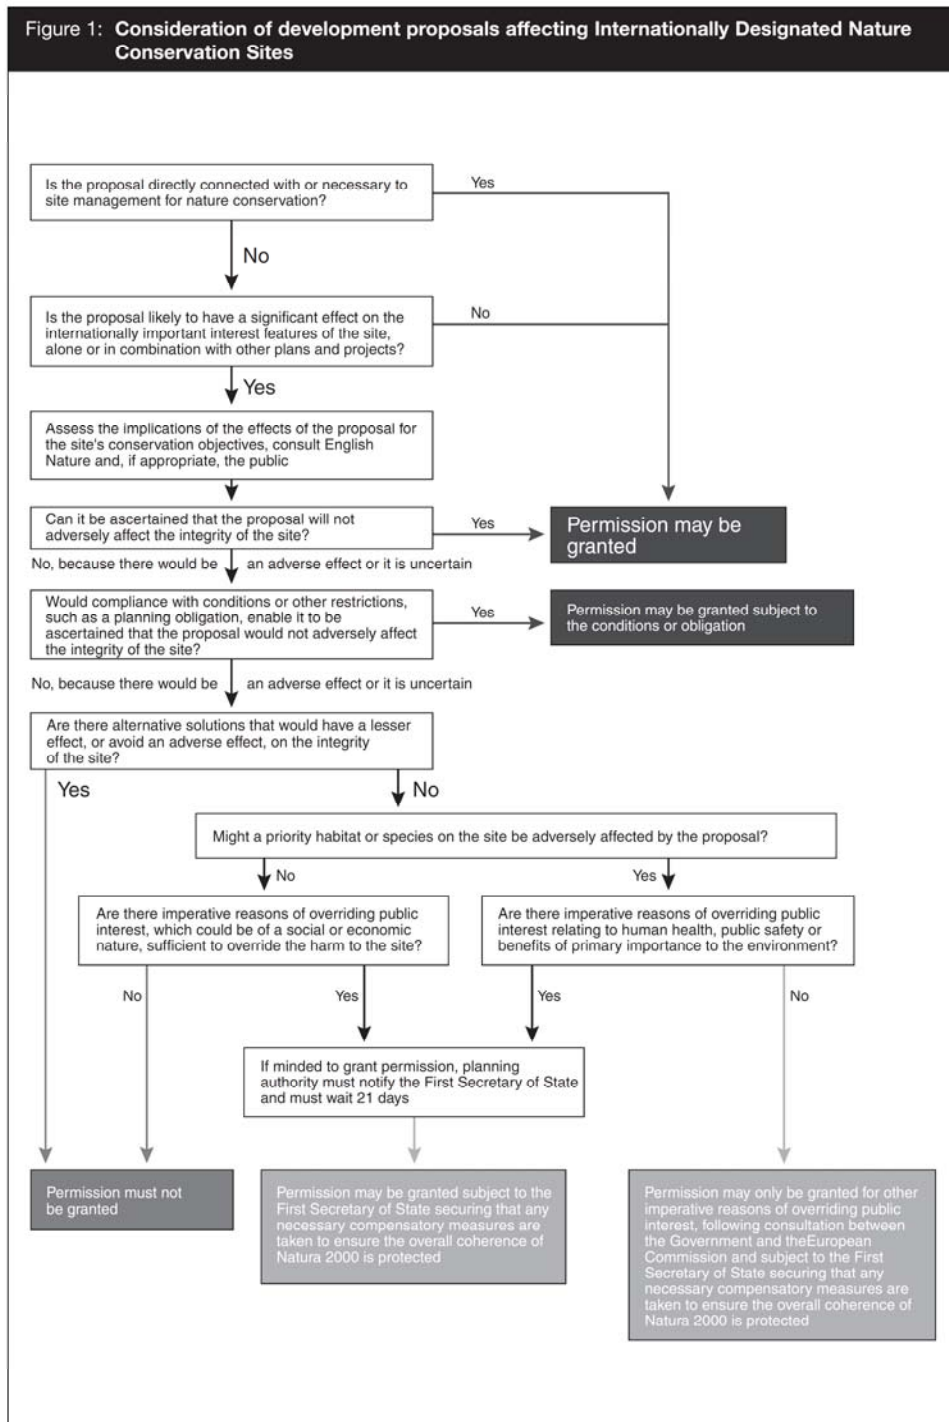 Figure 1: Consideration of development proposals affecting Internationally Designated Nature
Conservation Sites
Is the proposal directly connected with or necessary to
site management for nature conservation?
Yes
No
Is the proposal likely to have a significant effect on the
internationally important interest features of the site,
alone or in combination with other plans and projects?
No
Yes
Assess the implications of the effects of the proposal for
the site's conservation objectives, consult English
Nature and, if appropriate, the public
Can it be ascertained that the proposal will not
adversely affect the integrity of the site?
Yes
Permission may be
granted
No, because there would be an adverse effect or it is uncertain
Would compliance with conditions or other restrictions,
such as a planning obligation, enable it to be
ascertained that the proposal would not adversely affect
the integrity of the site?
Yes
Permission may be granted subject to
the conditions or obligation
No, because there would be an adverse effect or it is uncertain
Are there alternative solutions that would have a lesser
effect, or avoid an adverse effect, on the integrity
of the site?
Yes
No
Might a priority habitat or species on the site be adversely affected by the proposal?
No
Yes
Are there imperative reasons of overriding public
interest, which could be of a social or economic
nature, sufficient to override the harm to the site?
Are there imperative reasons of overriding public
interest relating to human health, public safety or
benefits of primary importance to the environment?
No
Yes
Yes
No
If minded to grant permission, planning
authority must notify the First Secretary of State
and must wait 21 days
Permission must not
be granted
Permission may be granted subject to the
First Secretary of State securing that any
necessary compensatory measures are
taken to ensure the overall coherence of
Natura 2000 is protected
Permission may only be granted for other
imperative reasons of overriding public
interest, following consultation between
the Government and theEuropean
Commission and subject to the First
Secretary of State securing that any
necessary compensatory measures are
taken to ensure the overall coherence of
Natura 2000 is protected